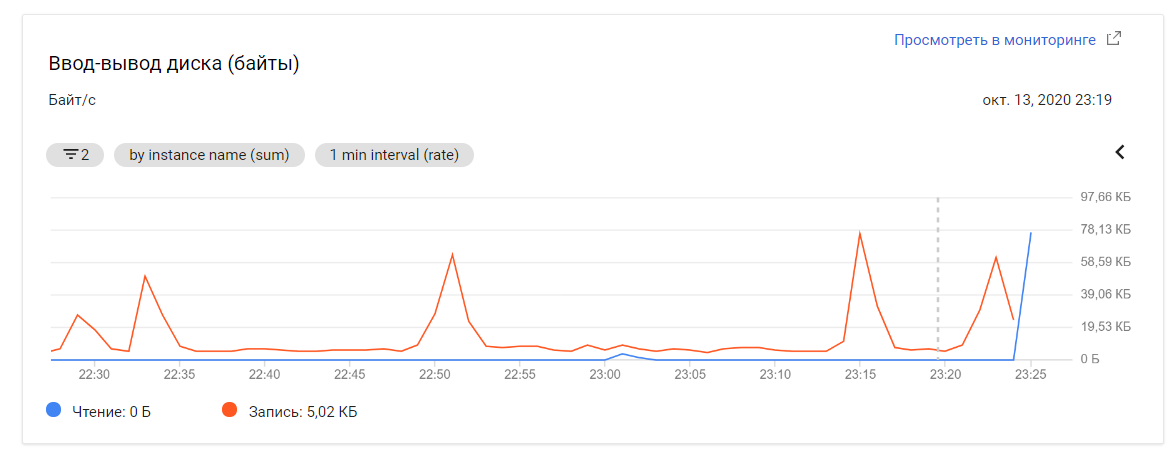 Просмотреть в мониторинге
Ввод-вывод диска (байты)
Байт/с
окт. 13, 2020 23:19
2
by instance name (sum)
1 min interval (rate)
97,66 КБ
78,13 КБ
58,59 КБ
39,06 КБ
19,53 КБ
0 Б
22:30 22:35 22:40 22:45 22:50 22:55 23:00 23:05 23:10 23:15 23:20 23:25
Чтение: 0 Б Запись: 5,02 КБ